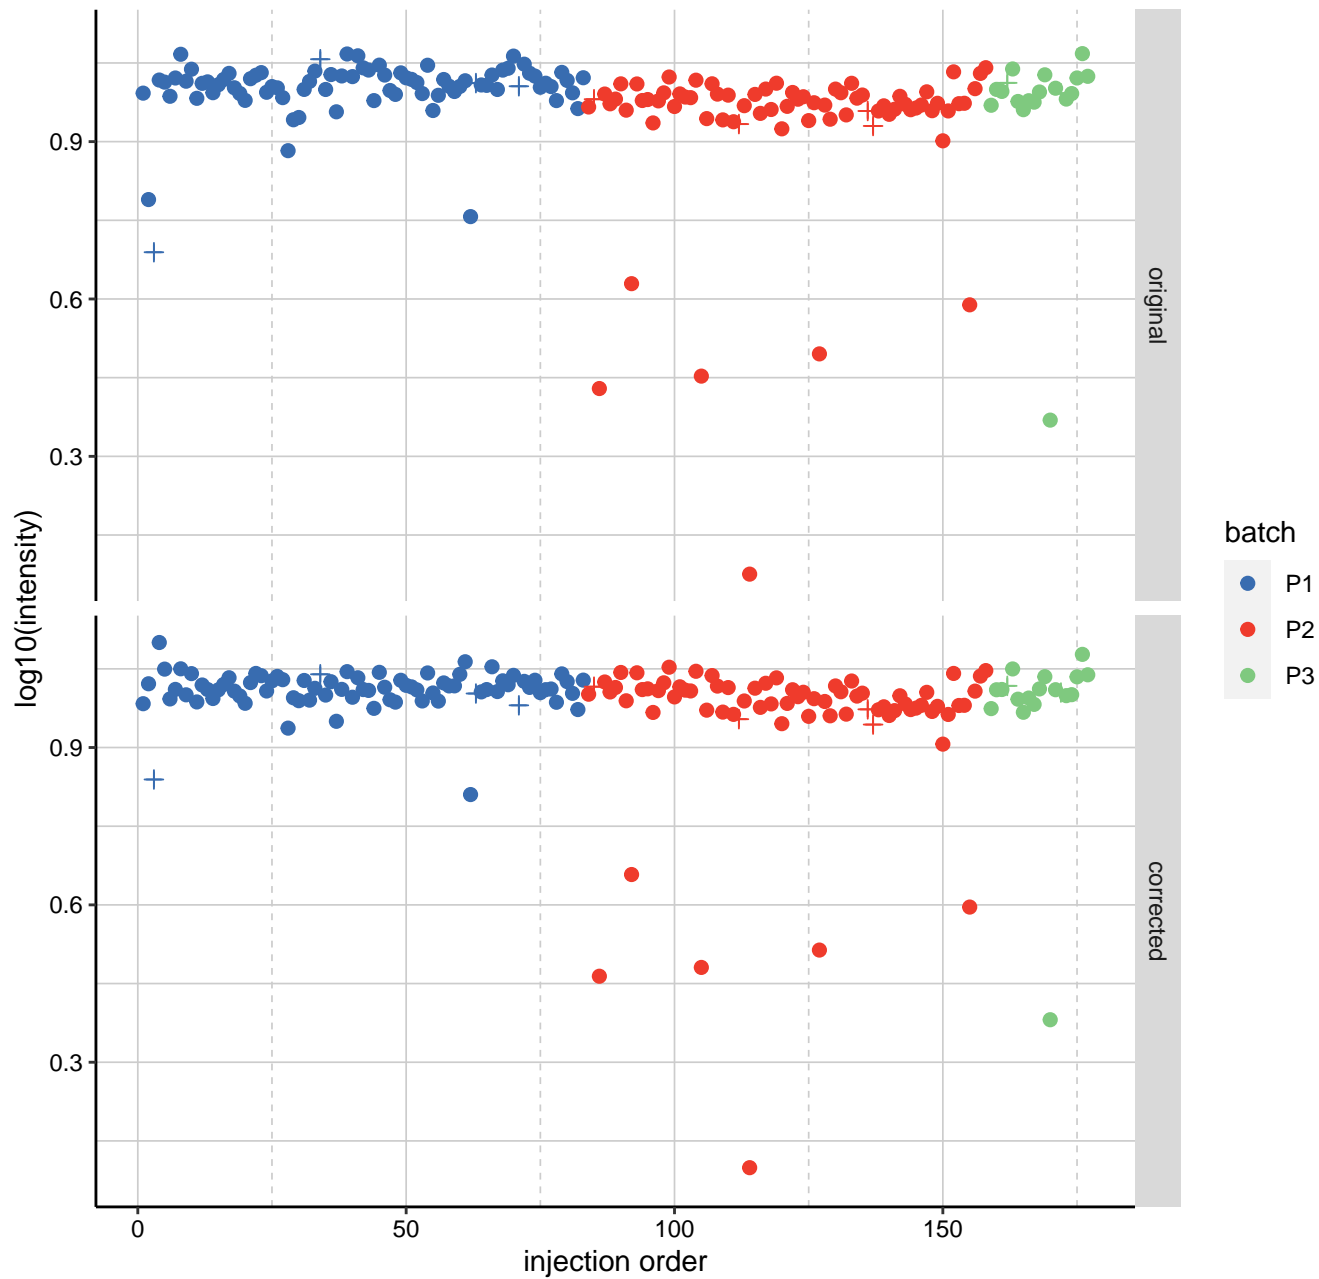 log10(intensity)
0.9
0.6
0.3
original
0.9
0.6
0.3
corrected
0
50
100
150
injection order
batch
P1
P2
P3